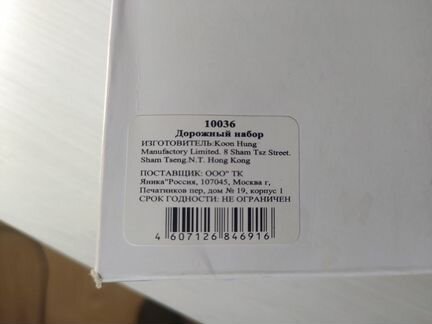 10036
Дорожный набор
ИЗГОТОВИТЕЛЬ:Koon Hung
Manufactory Limited. 8 Sham Tsz Street.
Sham Tseng.N.T. Hong Kong
ПОСТАВЩИК: ООО" ТК
Яника"Россия, 107045, Москва г,
Печатников пер, дом № 19, корпус 1
СРОК ГОДНОСТИ: НЕ ОГРАНИЧЕН
4 607126 846916